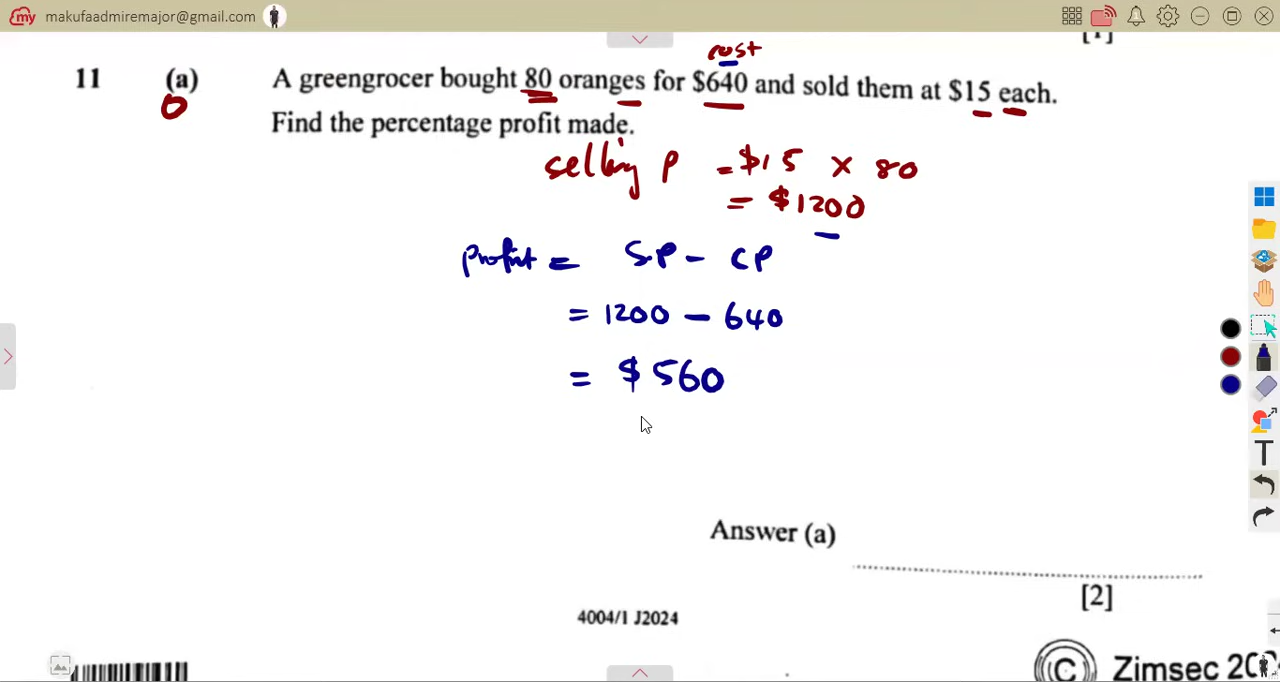 my makufaadmiremajor@gmail.com
[1]
cost
11 (a) A greengrocer bought 80 oranges for $640 and sold them at $15 each.
Find the percentage profit made.
selling P = $15 × 80
= $1200
Profit = SP - CP
= 1200 - 640
= $560
Answer (a)
[2]
4004/1 J2024
© Zimsec
T